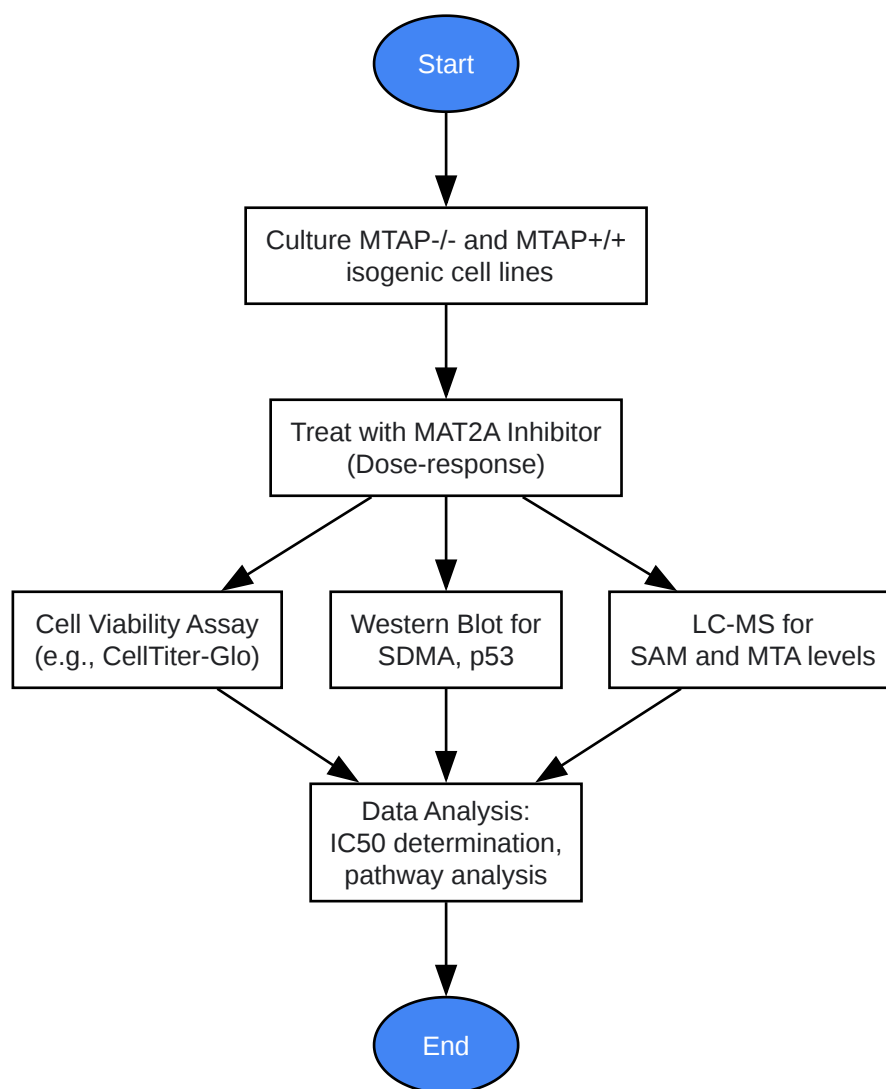 Start
Culture MTAP-/- and MTAP+/+
isogenic cell lines
Treat with MAT2A Inhibitor
(Dose-response)
Cell Viability Assay
(e.g., CellTiter-Glo)
Western Blot for
SDMA, p53
LC-MS for
SAM and MTA levels
Data Analysis:
IC50 determination,
pathway analysis
End